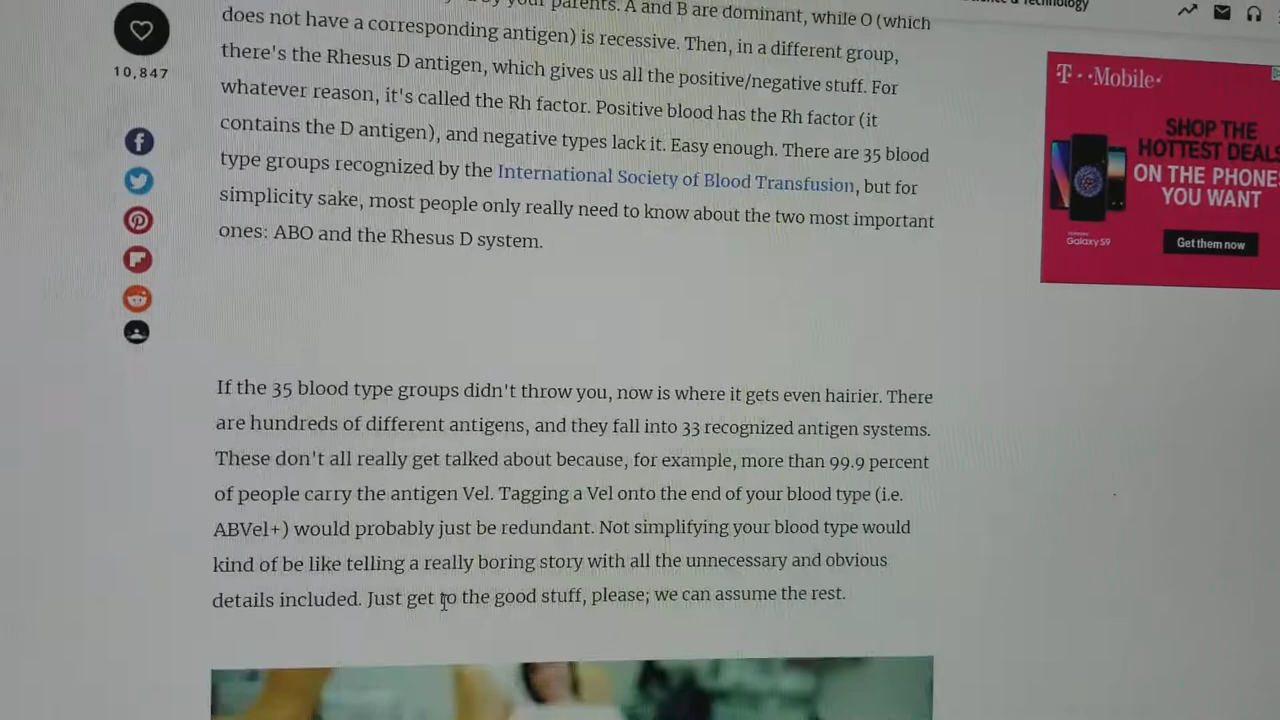 your parents. A and B are dominant, while O (which
does not have a corresponding antigen) is recessive. Then, in a different group,
there's the Rhesus D antigen, which gives us all the positive/negative stuff. For
whatever reason, it's called the Rh factor. Positive blood has the Rh factor (it
contains the D antigen), and negative types lack it. Easy enough. There are 35 blood
type groups recognized by the International Society of Blood Transfusion, but for
simplicity sake, most people only really need to know about the two most important
ones: ABO and the Rhesus D system.
If the 35 blood type groups didn't throw you, now is where it gets even hairier. There
are hundreds of different antigens, and they fall into 33 recognized antigen systems.
These don't all really get talked about because, for example, more than 99.9 percent
of people carry the antigen Vel. Tagging a Vel onto the end of your blood type (i.e.
ABVel+) would probably just be redundant. Not simplifying your blood type would
kind of be like telling a really boring story with all the unnecessary and obvious
details included. Just get to the good stuff, please; we can assume the rest.
10,847
Technology
T-Mobile
SHOP THE
HOTTEST DEALS
ON THE PHONE
YOU WANT
Galaxy S9
Get them now